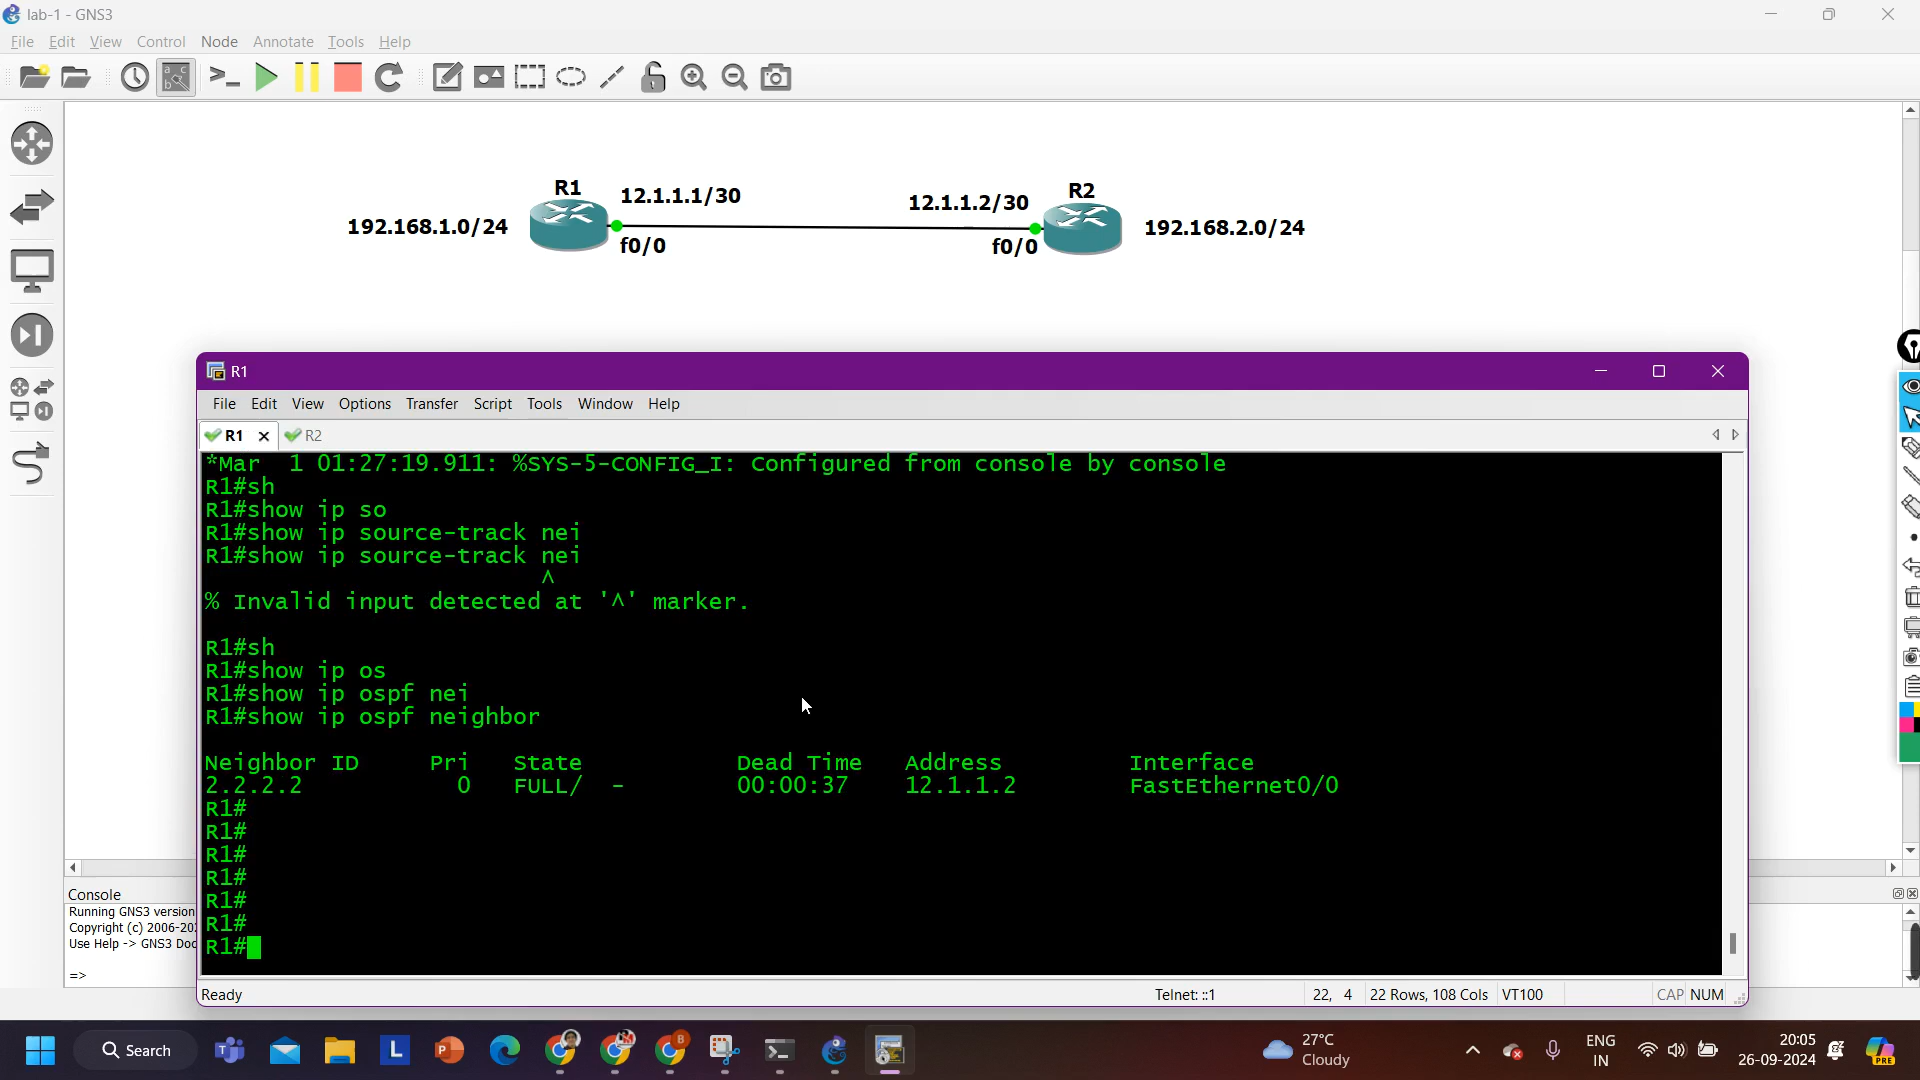 lab-1 - GNS3
File Edit View Control Node Annotate Tools Help
R1
12.1.1.1/30
12.1.1.2/30
R2
192.168.1.0/24
192.168.2.0/24
f0/0
f0/0
R1
File Edit View Options Transfer Script Tools Window Help
R1
R2
*Mar  1 01:27:19.911: %SYS-5-CONFIG_I: Configured from console by console
R1#sh
R1#show ip so
R1#show ip source-track nei
R1#show ip source-track nei
^
% Invalid input detected at '^' marker.
R1#sh
R1#show ip os
R1#show ip ospf nei
R1#show ip ospf neighbor
Neighbor ID     Pri   State           Dead Time   Address         Interface
2.2.2.2           0   FULL/  -        00:00:37    12.1.1.2        FastEthernet0/0
R1#
R1#
R1#
R1#
R1#
R1#
R1#
Ready
Telnet: ::1
22, 4
22 Rows, 108 Cols
VT100
CAP NUM
Console
Running GNS3 version
Copyright (c) 2006-20
Use Help -> GNS3 Doc
=>
Search
27°C
Cloudy
ENG
IN
20:05
26-09-2024
PRE